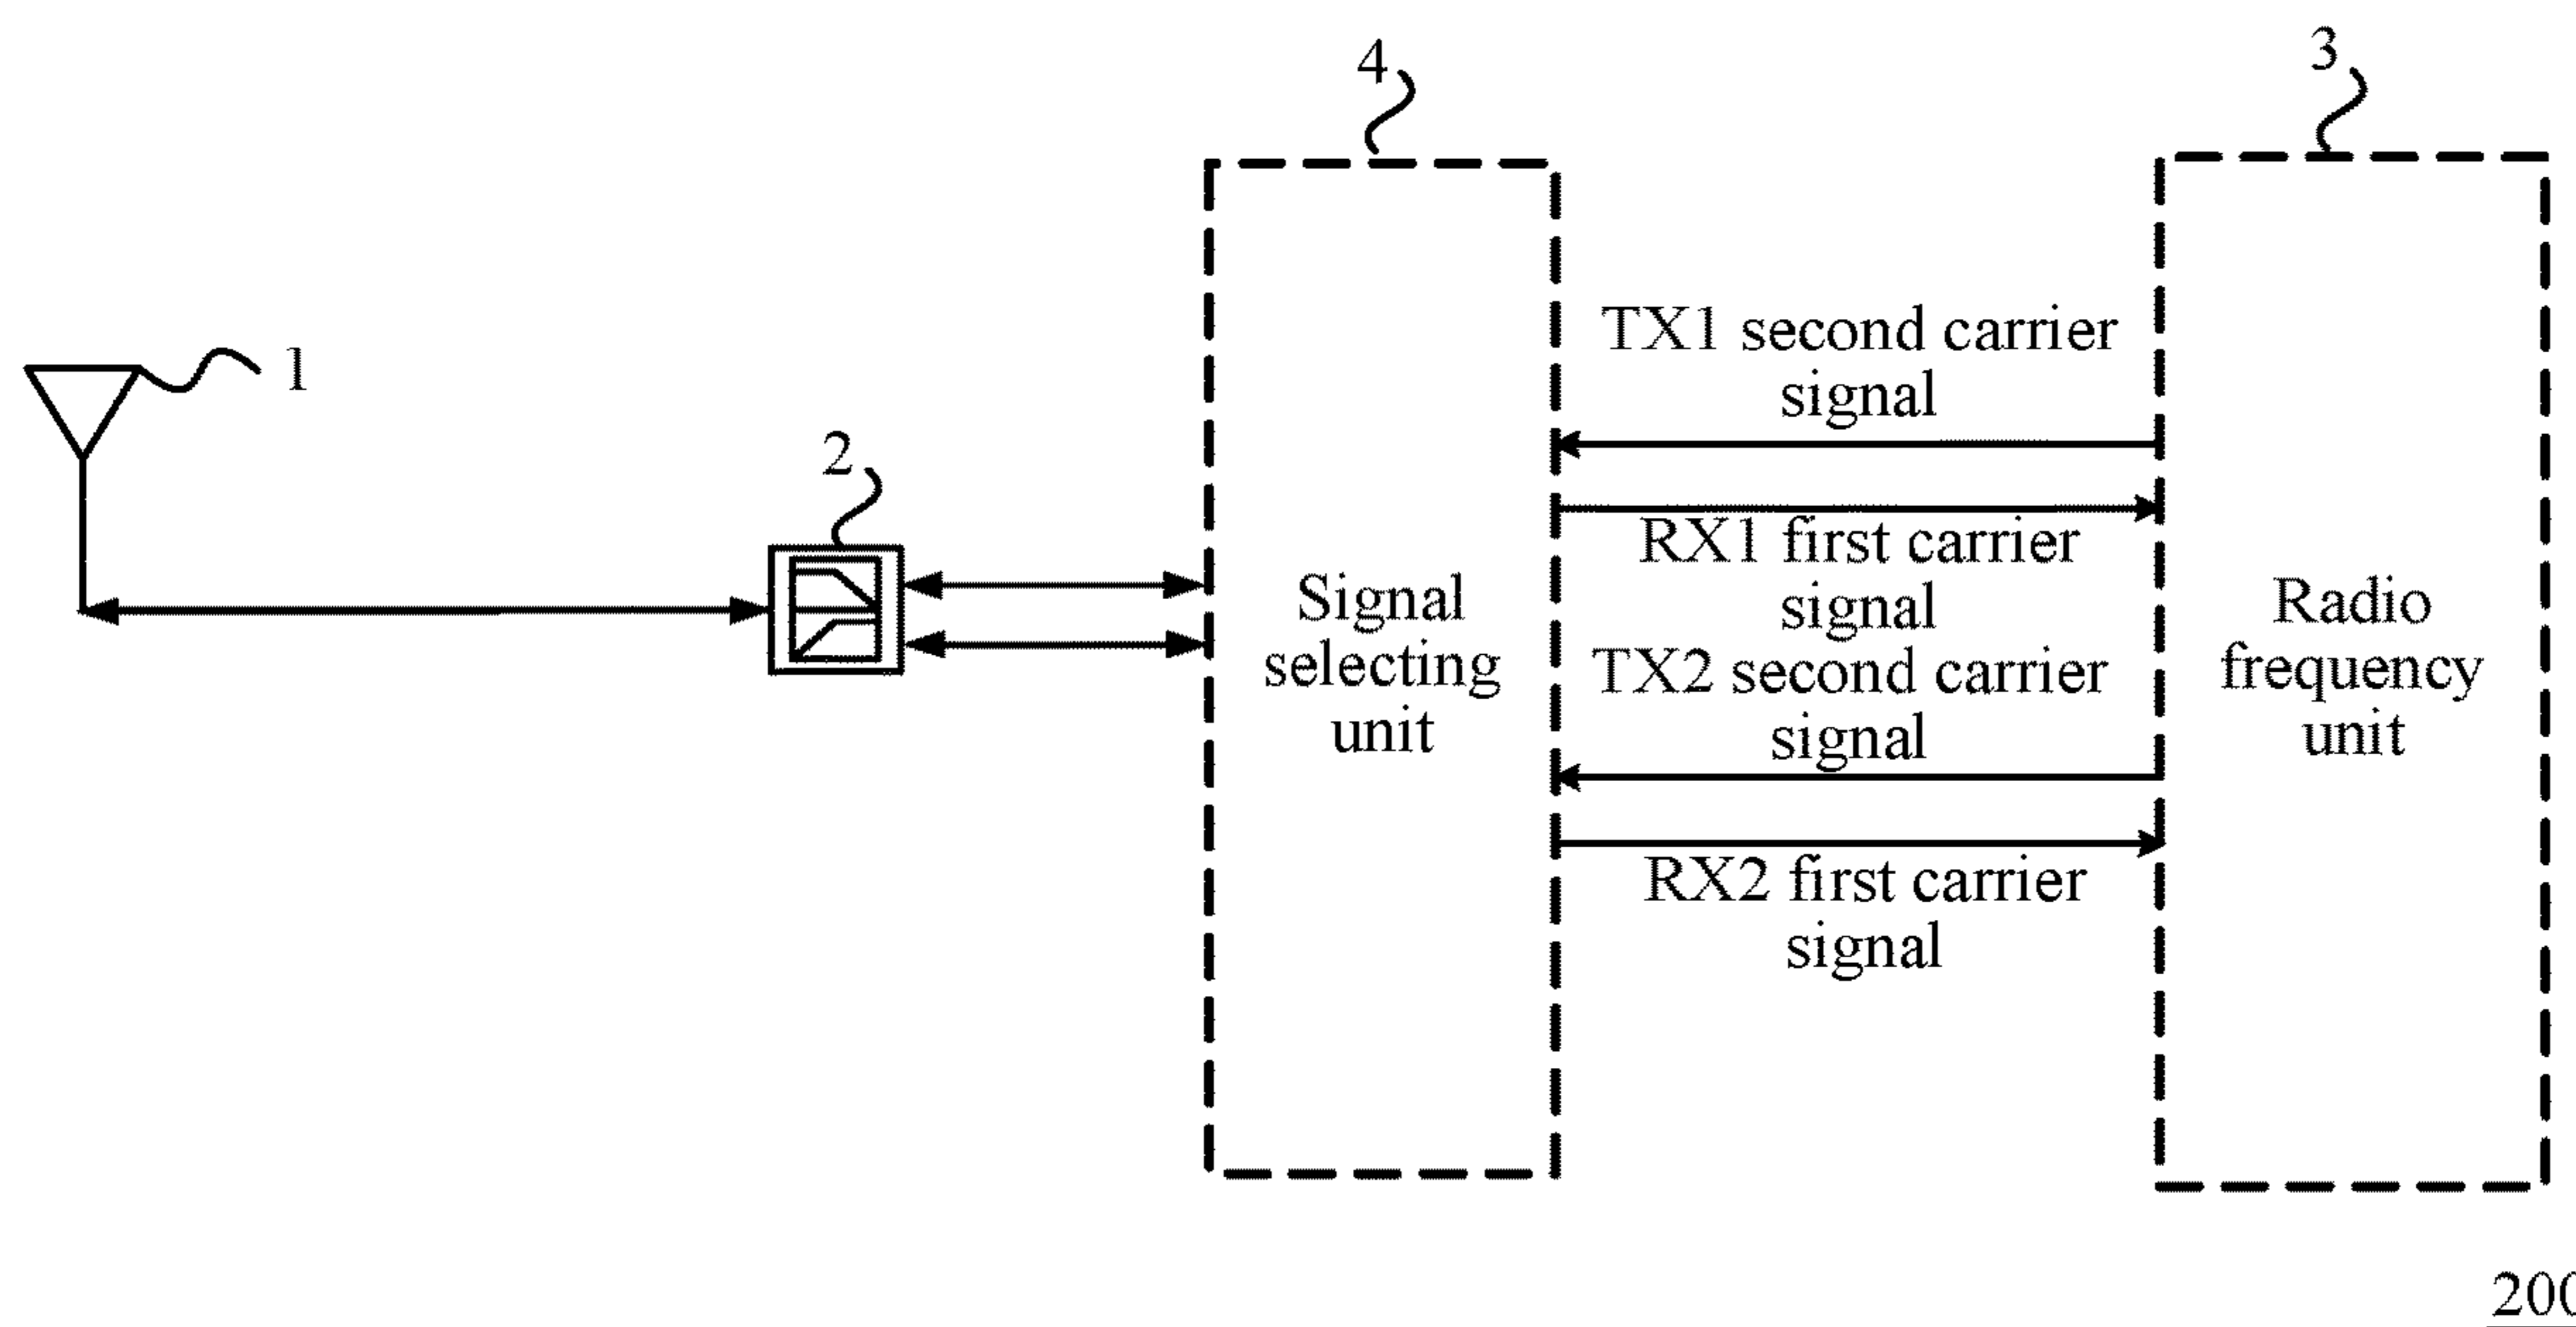 4
3
1
2
TX1 second carrier
signal
RX1 first carrier
signal
TX2 second carrier
signal
RX2 first carrier
signal
Signal
selecting
unit
Radio
frequency
unit
200